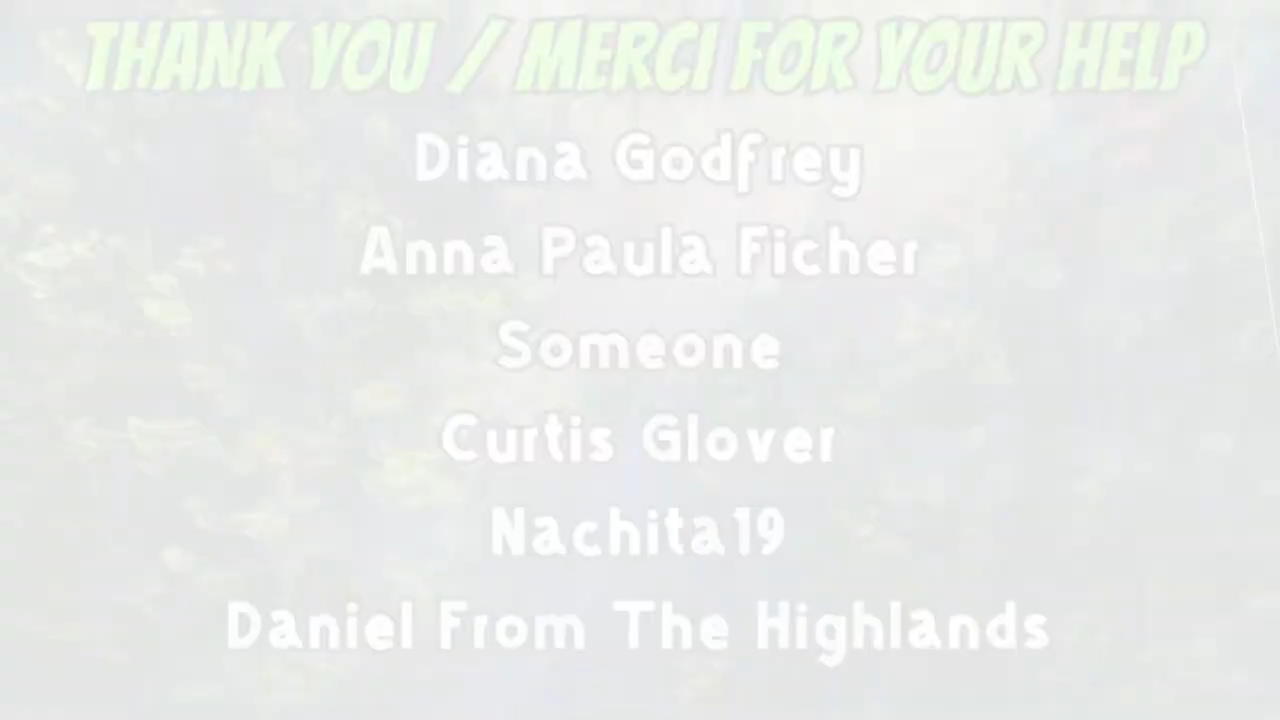 THANK YOU / MERCI FOR YOUR HELP
Diana Godfrey
Anna Paula Ficher
Someone
Curtis Glover
Nachita19
Daniel From The Highlands